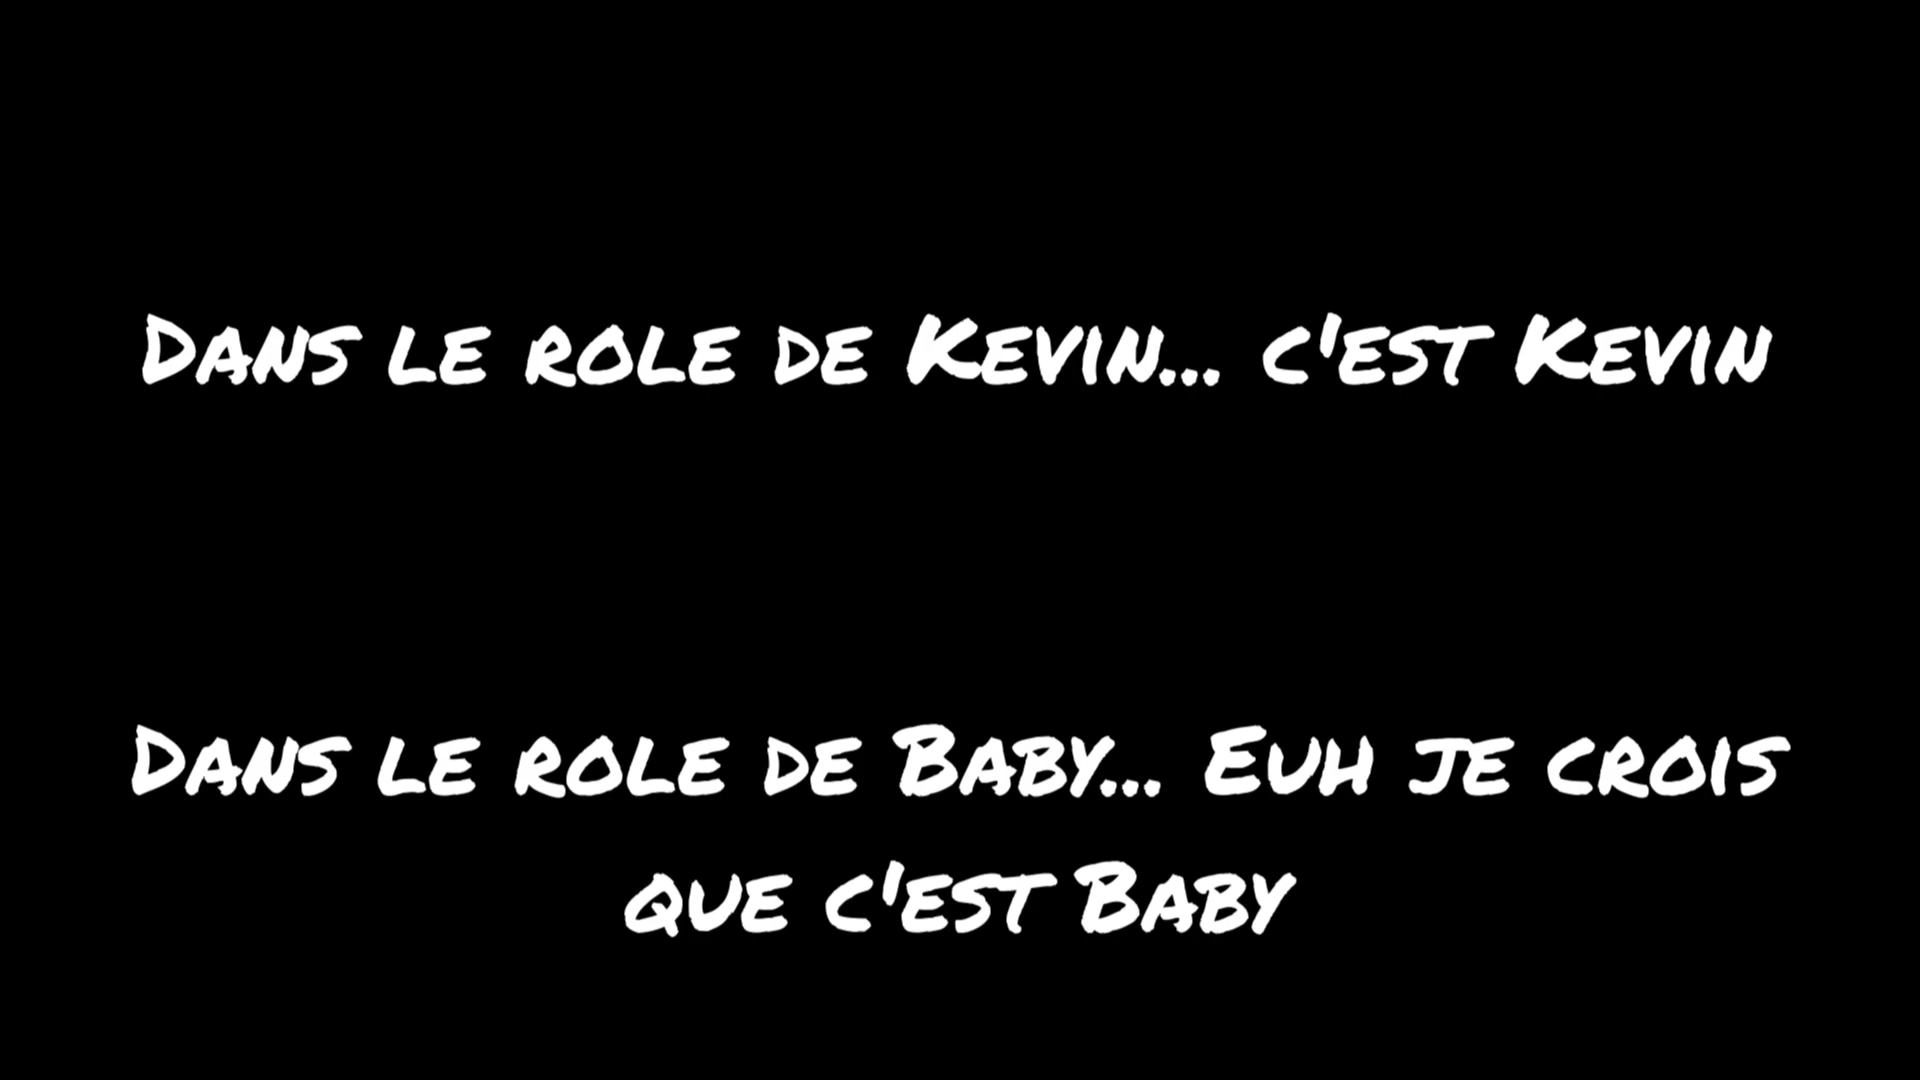 Dans le role de Kevin... c'est Kevin
Dans le role de Baby... Euh je crois
que c'est Baby